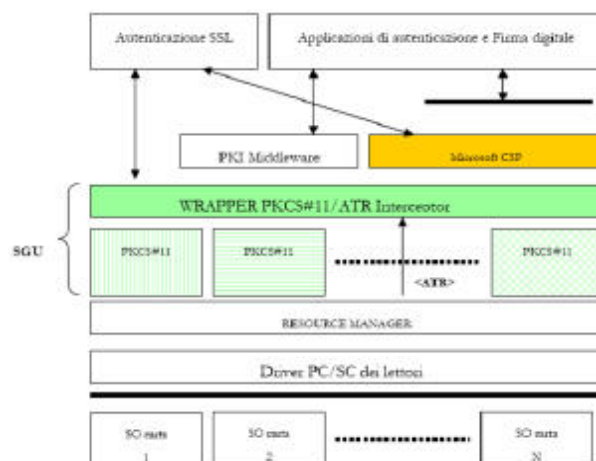 Autenticazione SSL
Applicazioni di autenticazione e Firma digitale
PKI Middleware
Microsoft CSP
WRAPPER PKCS#11/ATR Interceptor
SGU
PKCS#11
PKCS#11
PKCS#11
<ATR>
RESOURCE MANAGER
Driver PC/SC dei lettori
SO carta
1
SO carta
2
SO carta
N